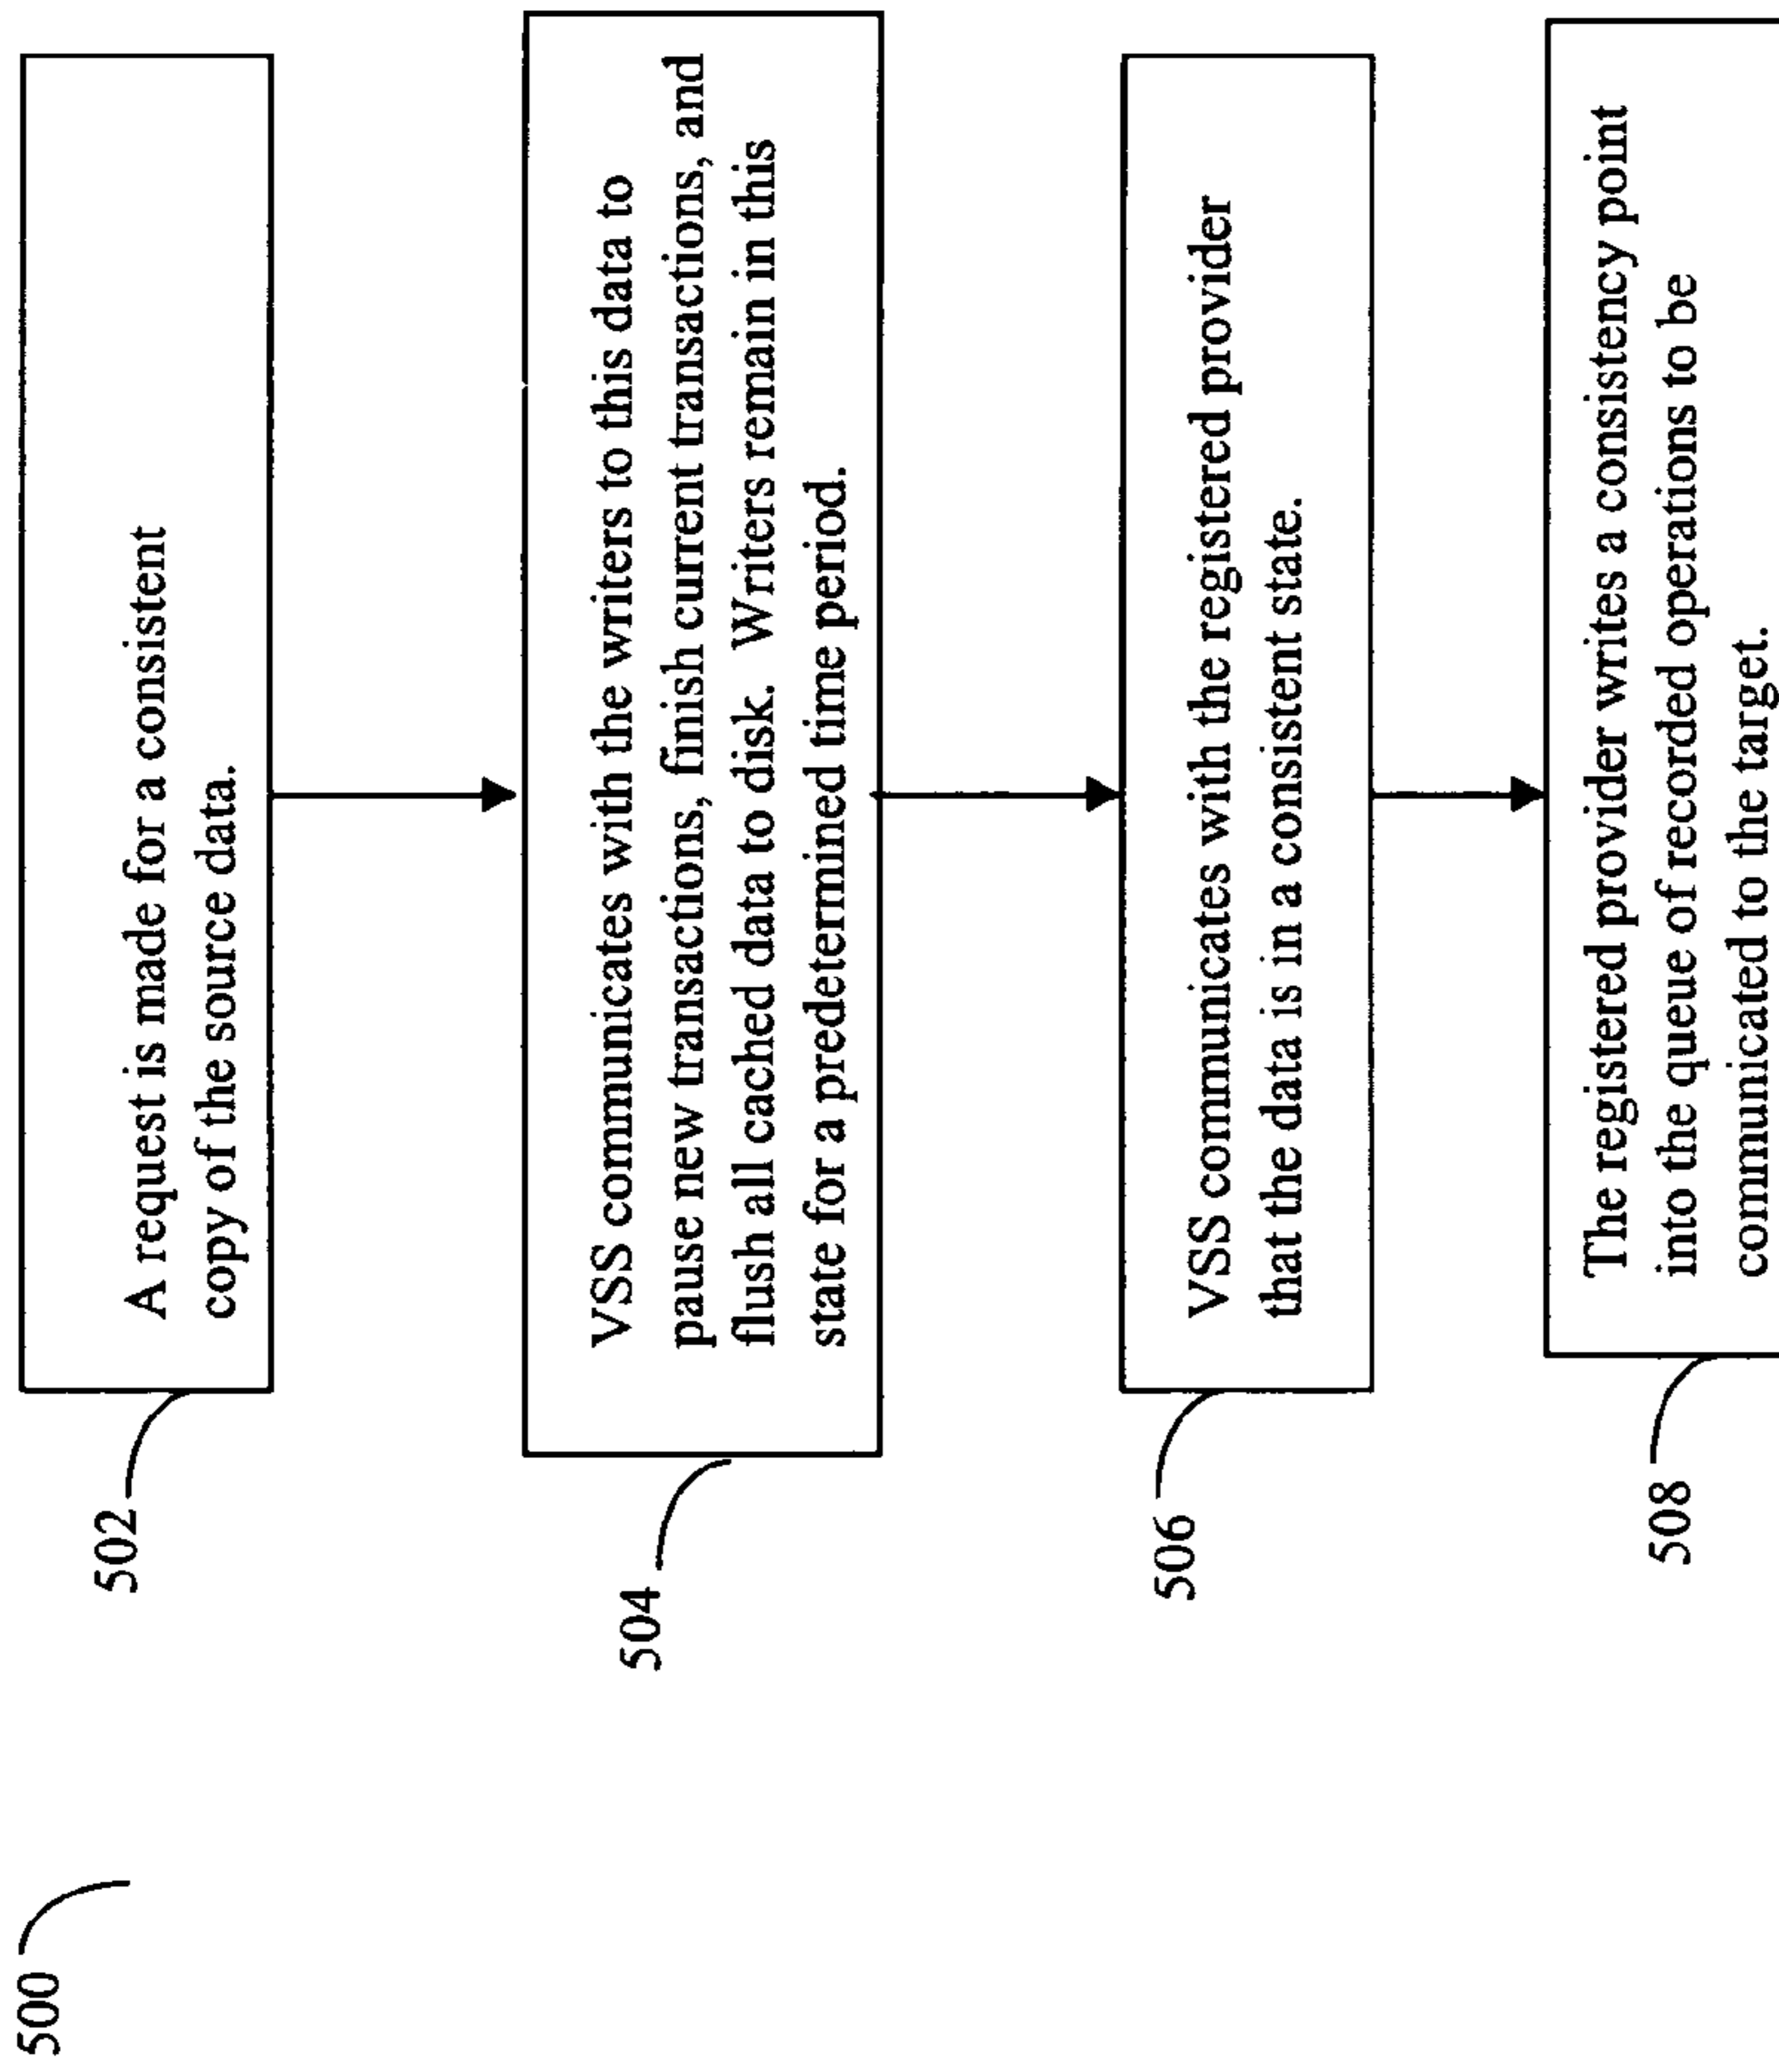 500
502
A request is made for a consistent
copy of the source data.
504
VSS communicates with the writers to this data to
pause new transactions, finish current transactions, and
flush all cached data to disk. Writers remain in this
state for a predetermined time period.
506
VSS communicates with the registered provider
that the data is in a consistent state.
508
The registered provider writes a consistency point
into the queue of recorded operations to be
communicated to the target.